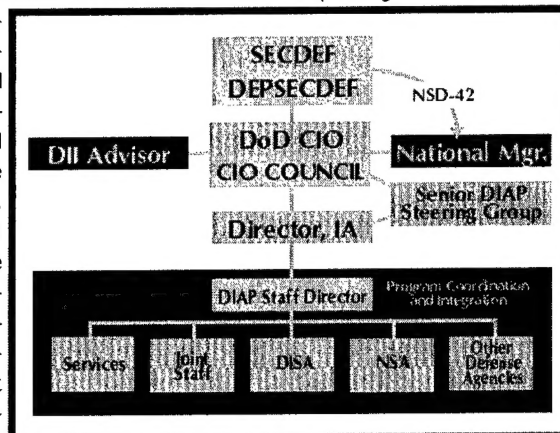 SECDEF
DEPSECDEF
NSD-42
DII Advisor
DoD CIO
CIO COUNCIL
National Mgr.
Senior DIAP
Steering Group
Director, IA
DIAP Staff Director
Program Coordination
and Integration
Services
Joint
Staff
DISA
NSA
Other
Defense
Agencies